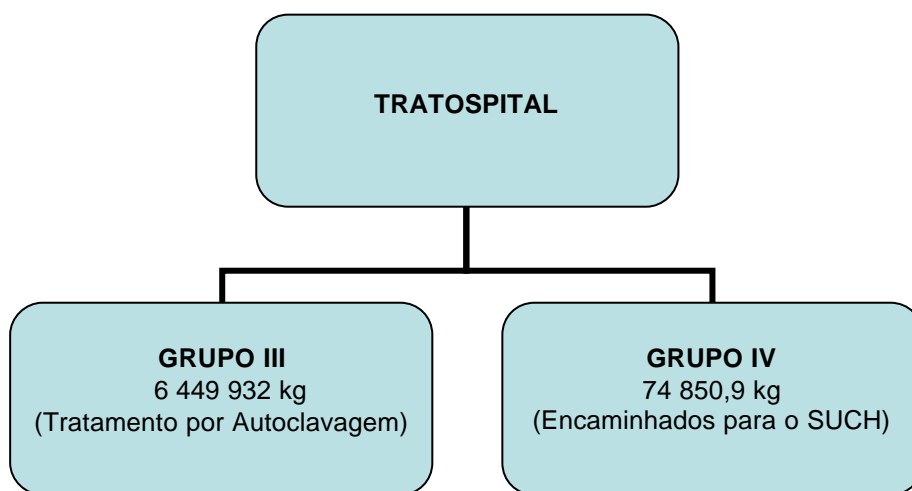 TRATOSPITAL
GRUPO III
6 449 932 kg
(Tratamento por Autoclavagem)
GRUPO IV
74 850,9 kg
(Encaminhados para o SUCH)